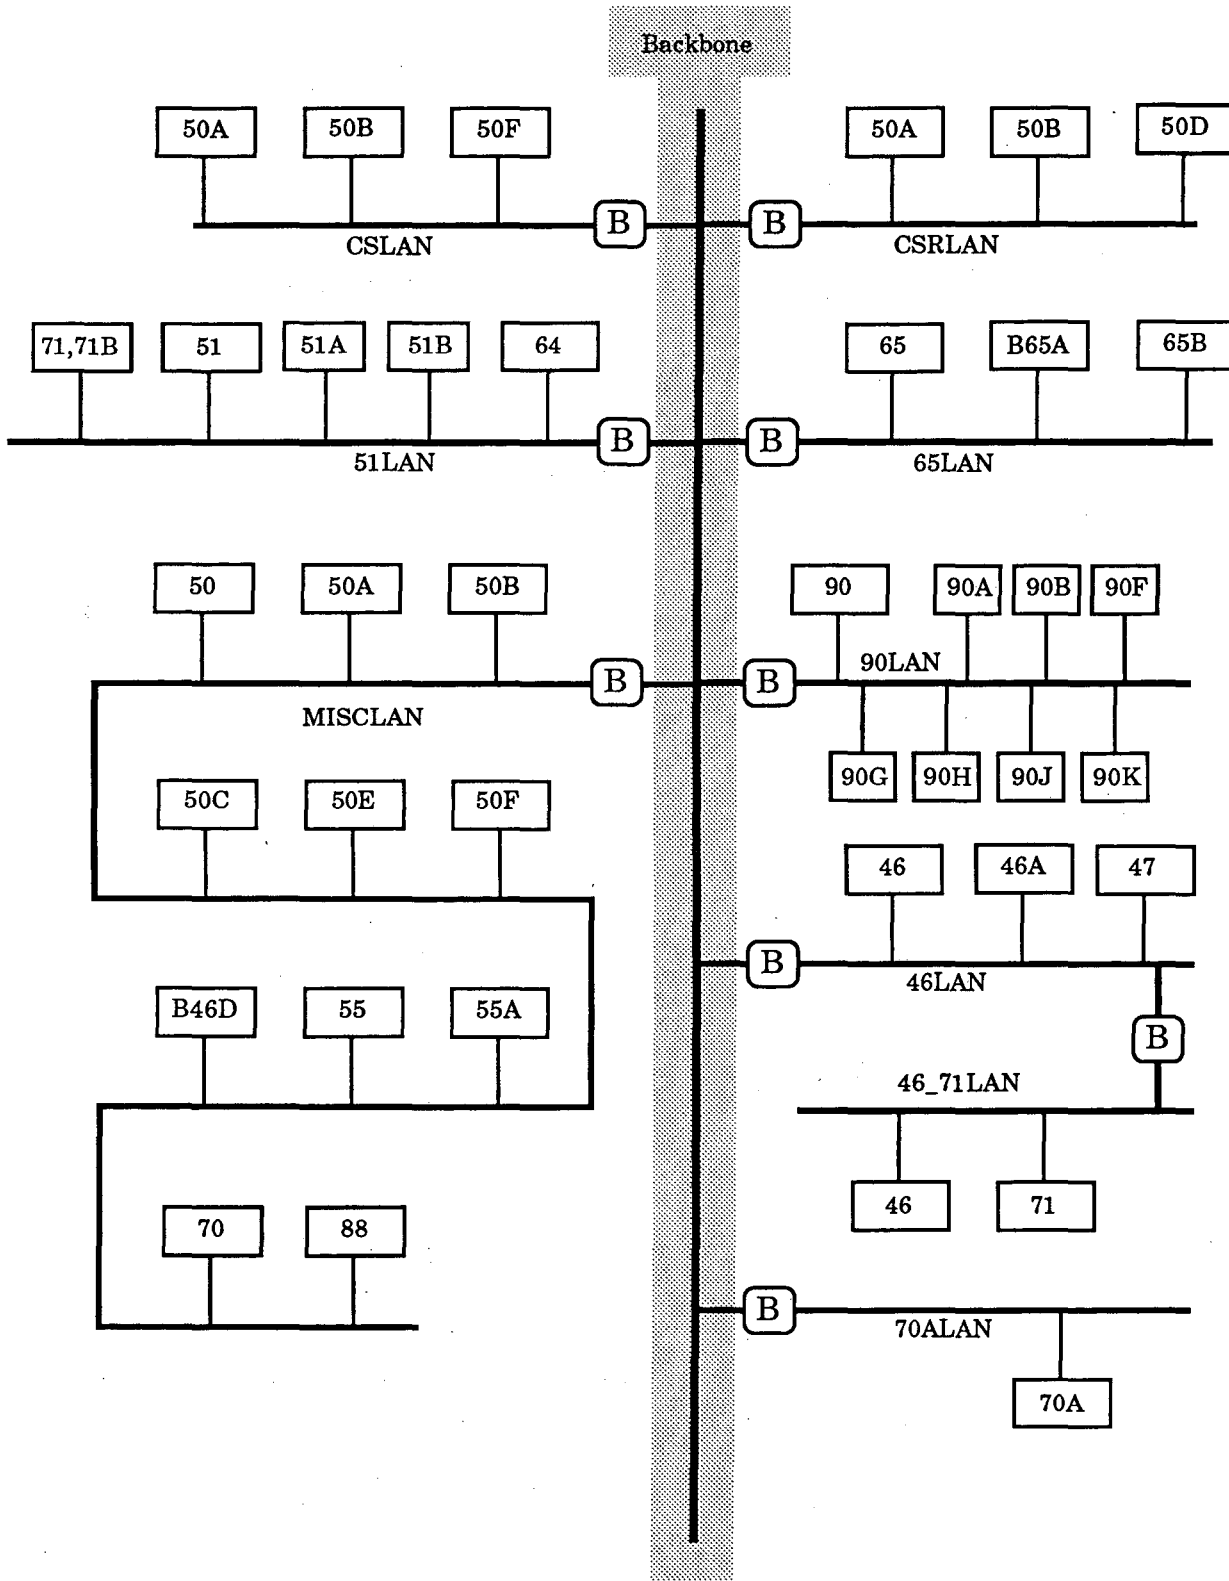 Backbone
50A 50B 50F
B
CSLAN
50A 50B 50D
B
CSRLAN
71,71B 51 51A 51B 64
B
51LAN
65 B65A 65B
B
65LAN
50 50A 50B
B
MISCLAN
50C 50E 50F
B46D 55 55A
70 88
90 90A 90B 90F
90LAN
B
90G 90H 90J 90K
46 46A 47
B
46LAN
B
46_71LAN
46 71
B
70ALAN
70A